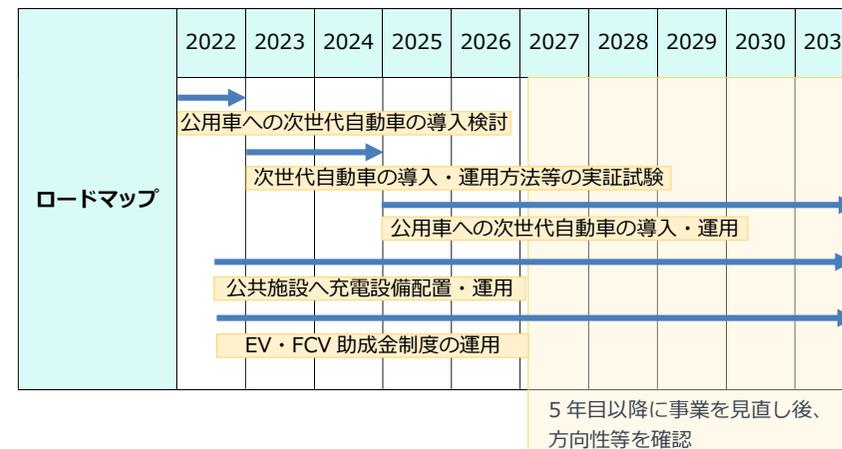 2022 2023 2024 2025 2026 2027 2028 2029 2030 203
公用車への次世代自動車の導入検討
次世代自動車の導入・運用方法等の実証試験
ロードマップ
公用車への次世代自動車の導入・運用
公共施設へ充電設備配置・運用
EV・FCV 助成金制度の運用
5 年目以降に事業を見直し後、
方向性等を確認